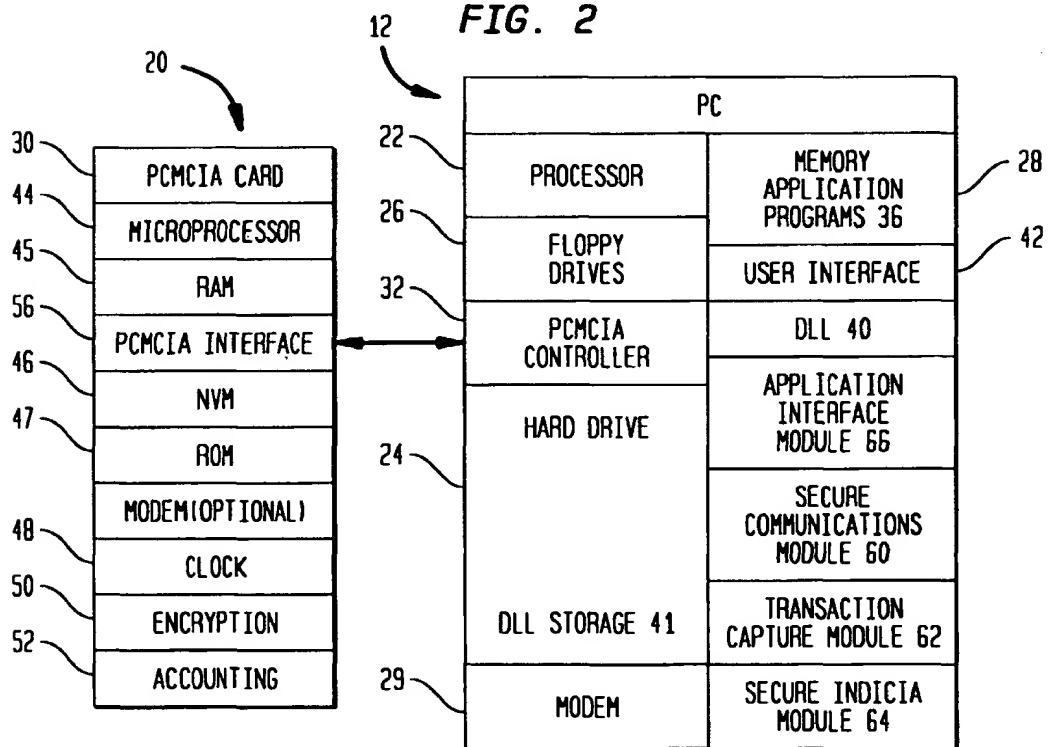 FIG. 2
20
12
30
PCMCIA CARD
44
MICROPROCESSOR
45
RAM
56
PCMCIA INTERFACE
46
NVM
47
ROM
MODEM(OPTIONAL)
48
CLOCK
50
ENCRYPTION
52
ACCOUNTING
PC
22
PROCESSOR
26
FLOPPY
DRIVES
32
PCMCIA
CONTROLLER
24
HARD DRIVE
DLL STORAGE 41
29
MODEM
MEMORY
APPLICATION
PROGRAMS 36
28
USER INTERFACE
42
DLL 40
APPLICATION
INTERFACE
MODULE 66
SECURE
COMMUNICATIONS
MODULE 60
TRANSACTION
CAPTURE MODULE 62
SECURE INDICIA
MODULE 64